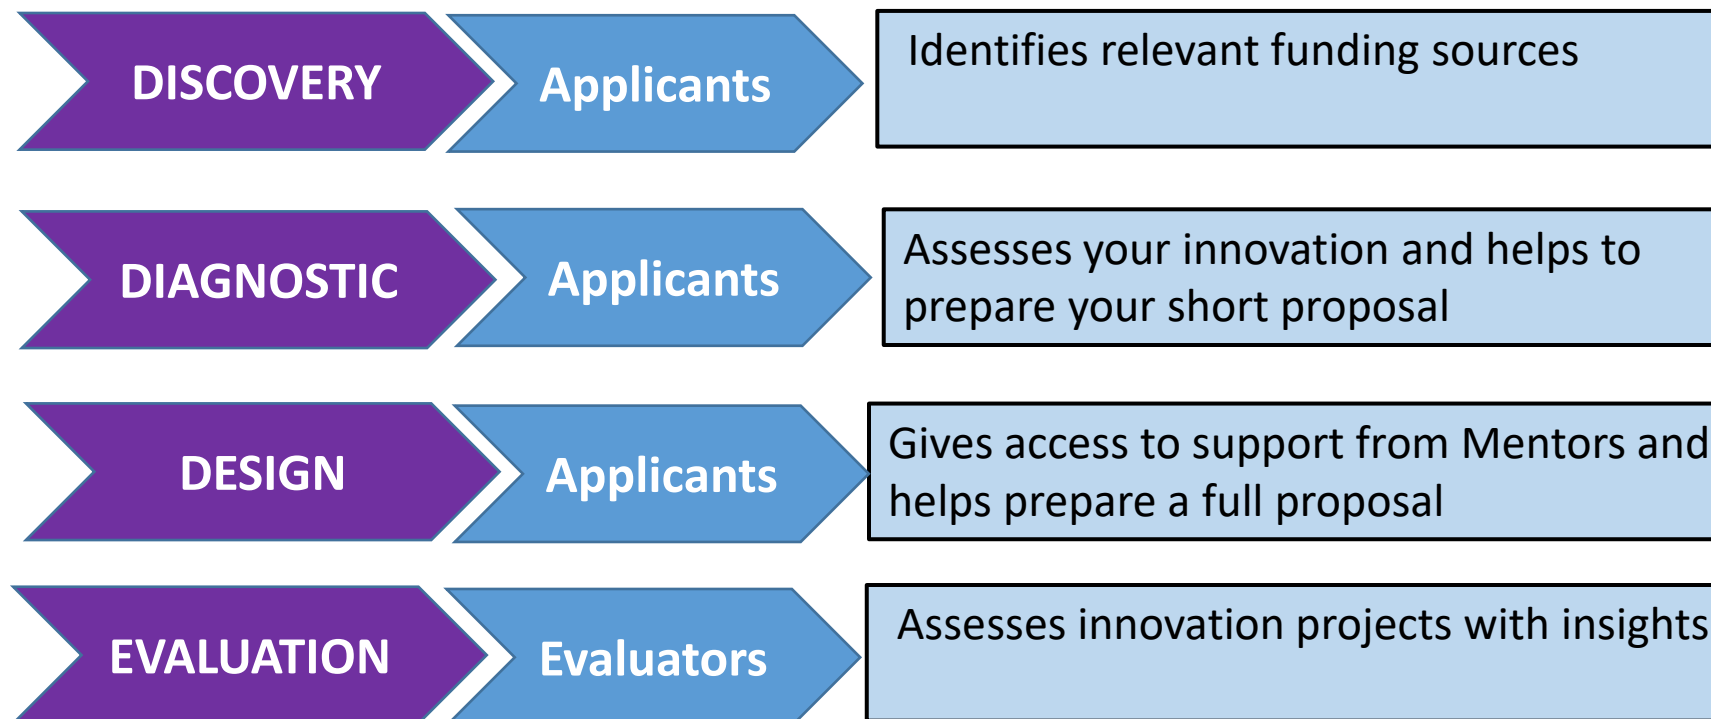 DISCOVERY
Applicants
Identifies relevant funding sources
DIAGNOSTIC
Applicants
Assesses your innovation and helps to
prepare your short proposal
DESIGN
Applicants
Gives access to support from Mentors and
helps prepare a full proposal
EVALUATION
Evaluators
Assesses innovation projects with insights